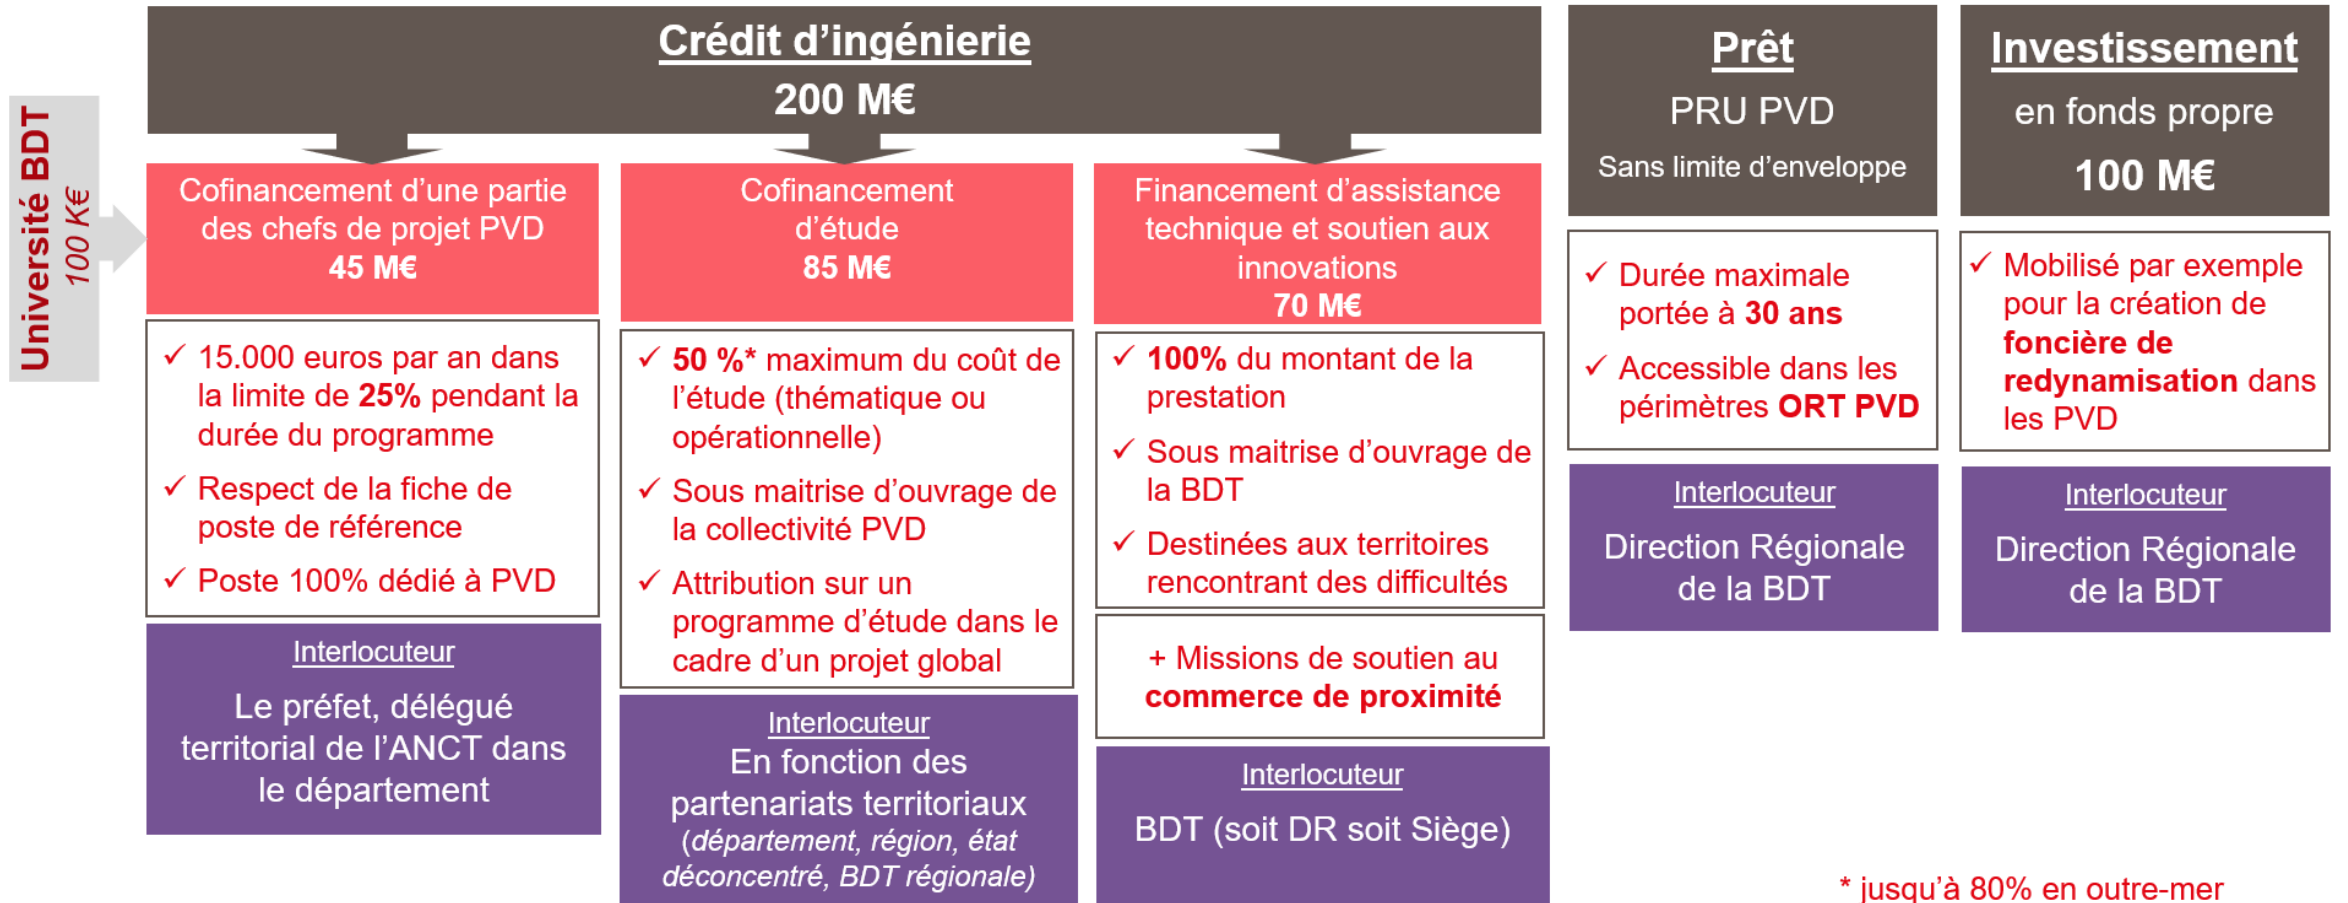 Université BDT
100 K€
Crédit d’ingénierie
200 M€
Cofinancement d’une partie
des chefs de projet PVD
45 M€
✓ 15.000 euros par an dans
la limite de 25% pendant la
durée du programme
✓ Respect de la fiche de
poste de référence
✓ Poste 100% dédié à PVD
Interlocuteur
Le préfet, délégué
territorial de l’ANCT dans
le département
Cofinancement
d’étude
85 M€
✓ 50 %* maximum du coût de
l’étude (thématique ou
opérationnelle)
✓ Sous maitrise d’ouvrage de
la collectivité PVD
✓ Attribution sur un
programme d’étude dans le
cadre d’un projet global
Interlocuteur
En fonction des
partenariats territoriaux
(département, région, état
déconcentré, BDT régionale)
Financement d’assistance
technique et soutien aux
innovations
70 M€
✓ 100% du montant de la
prestation
✓ Sous maitrise d’ouvrage de
la BDT
✓ Destinées aux territoires
rencontrant des difficultés
+ Missions de soutien au
commerce de proximité
Interlocuteur
BDT (soit DR soit Siège)
Prêt
PRU PVD
Sans limite d’enveloppe
✓ Durée maximale
portée à 30 ans
✓ Accessible dans les
périmètres ORT PVD
Interlocuteur
Direction Régionale
de la BDT
Investissement
en fonds propre
100 M€
✓ Mobilisé par exemple
pour la création de
foncière de
redynamisation dans
les PVD
Interlocuteur
Direction Régionale
de la BDT
* jusqu’à 80% en outre-mer